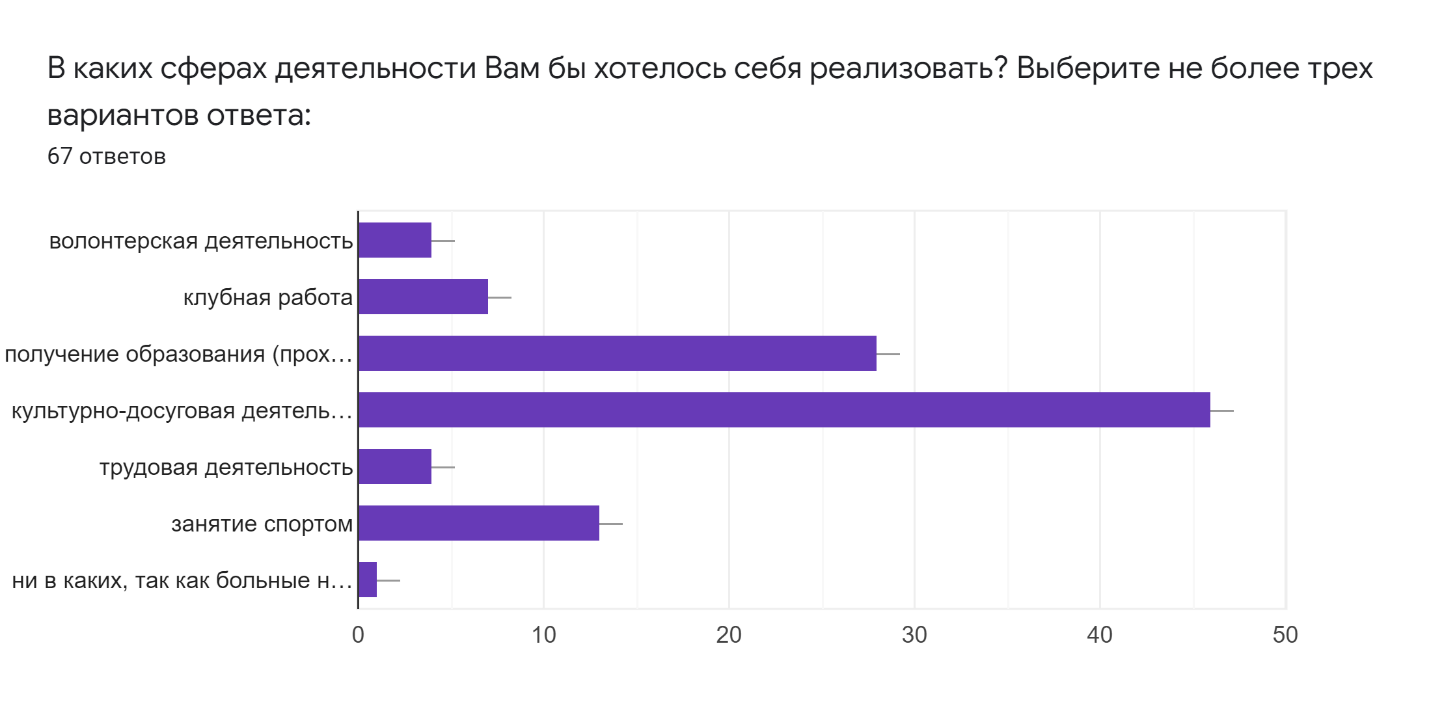 В каких сферах деятельности Вам бы хотелось себя реализовать? Выберите не более трех
вариантов ответа:
67 ответов
волонтерская деятельность
клубная работа
получение образования (прох…
культурно-досуговая деятель…
трудовая деятельность
занятие спортом
ни в каких, так как больные н…
0 10 20 30 40 50